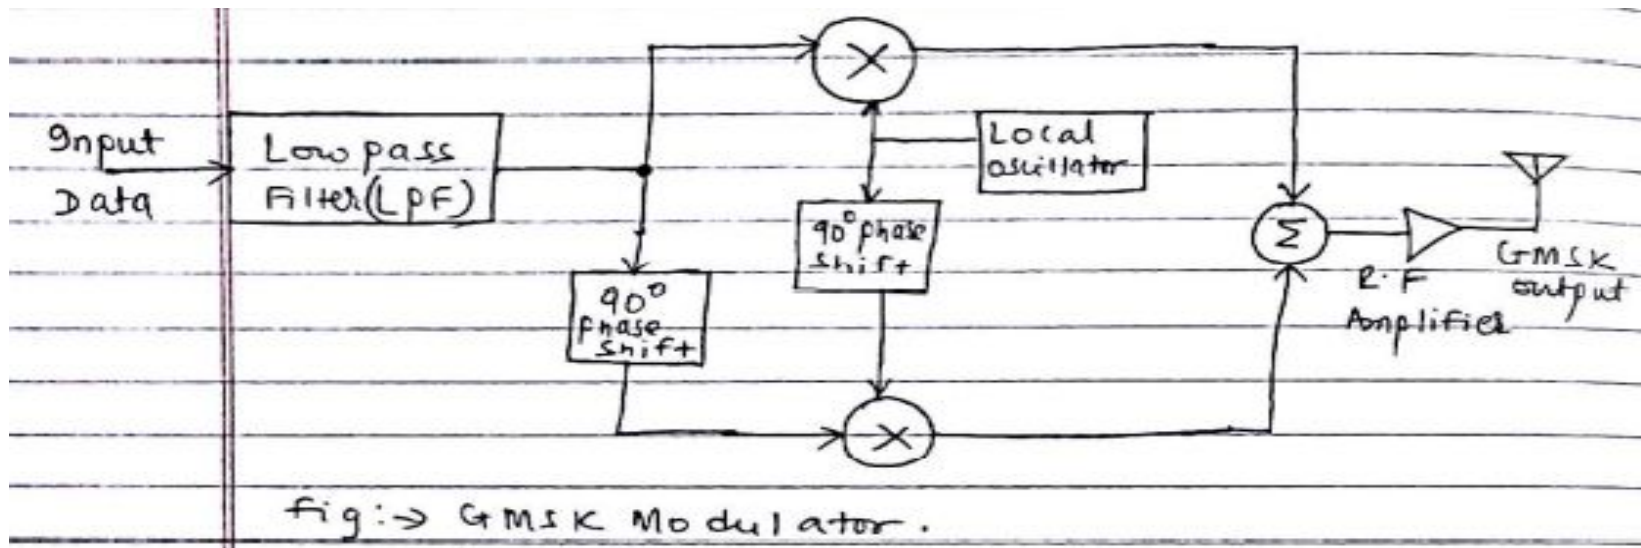 Input
Data
Low pass
Filter(LPF)
90°
phase
shift
×
Local
oscillator
90° phase
shift
×
Σ
R.F
Amplifier
GMSK
output
fig:→ GMSK Modulator.